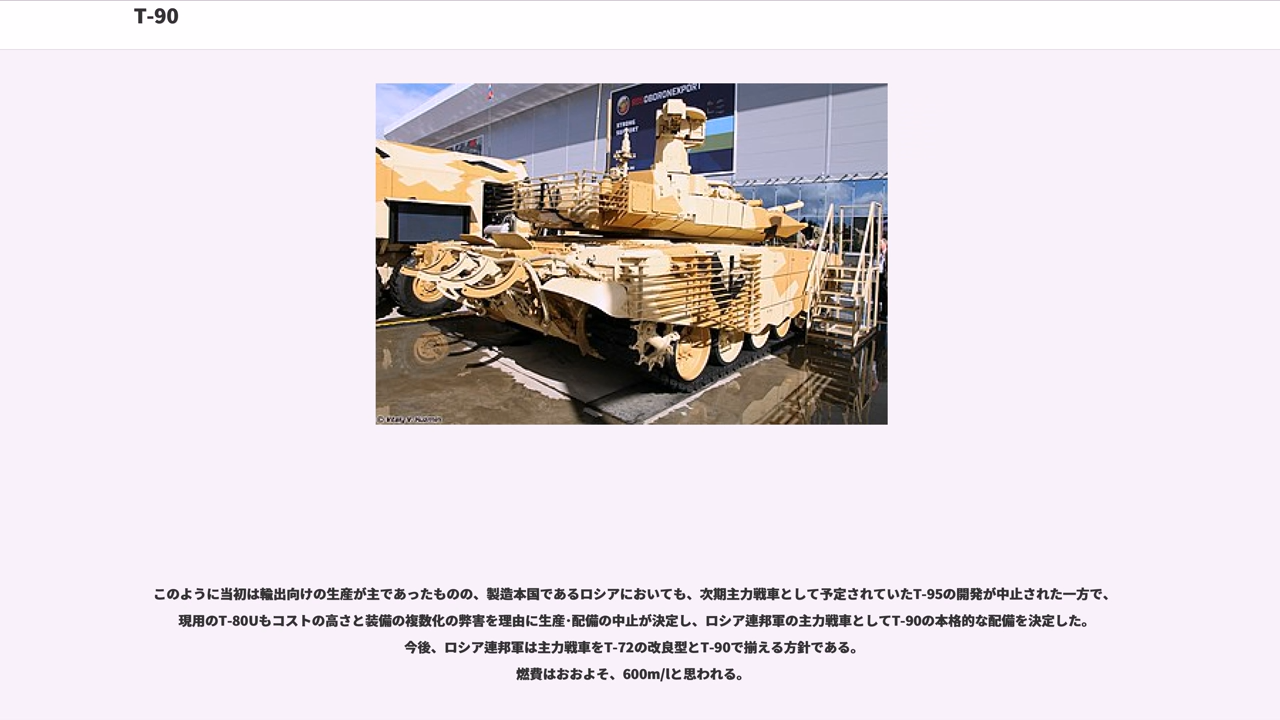 T-90
ROSOBORONEXPORT
© Vitaly V. Kuzmin
このように当初は輸出向けの生産が主であったものの、製造本国であるロシアにおいても、次期主力戦車として予定されていたT-95の開発が中止された一方で、
現用のT-80Uもコストの高さと装備の複数化の弊害を理由に生産･配備の中止が決定し、ロシア連邦軍の主力戦車としてT-90の本格的な配備を決定した。
今後、ロシア連邦軍は主力戦車をT-72の改良型とT-90で揃える方針である。
燃費はおおよそ、600m/lと思われる。